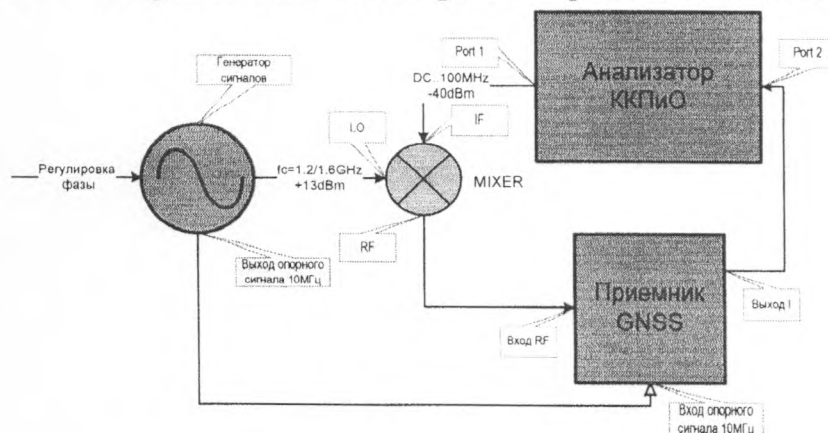 Генератор
сигналов
Регулировка
фазы
fc=1.2/1.6GHz
+13dBm
LO
DC...100MHz
-40dBm
Port 1
IF
MIXER
RF
Анализатор
ККПиО
Port 2
Выход опорного
сигнала 10МГц
Приемник
GNSS
Вход RF
Выход I
Вход опорного
сигнала 10МГц